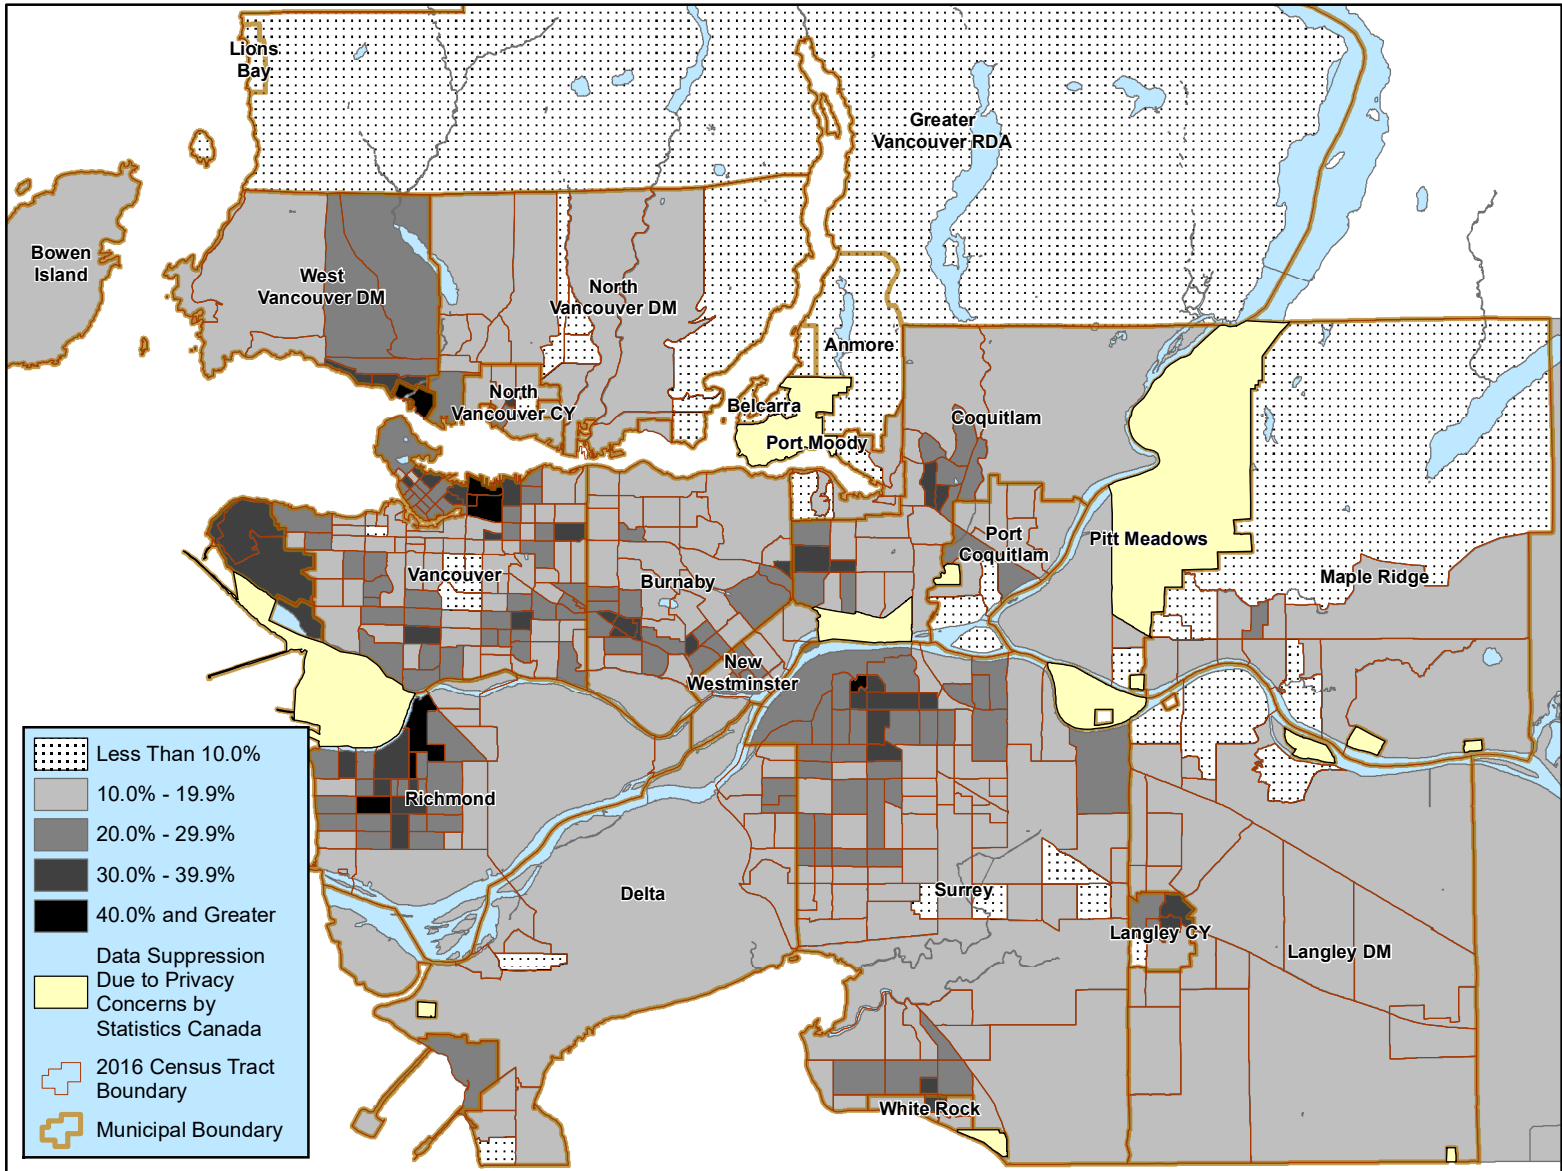 Lions
Bay
Greater
Vancouver RDA
Bowen
Island
West
Vancouver DM
North
Vancouver DM
Anmore
North
Vancouver CY
Belcarra
Port Moody
Coquitlam
Port
Coquitlam
Pitt Meadows
Maple Ridge
Vancouver
Burnaby
New
Westminster
Richmond
Delta
Surrey
Langley CY
Langley DM
White Rock
Less Than 10.0%
10.0% - 19.9%
20.0% - 29.9%
30.0% - 39.9%
40.0% and Greater
Data Suppression
Due to Privacy
Concerns by
Statistics Canada
2016 Census Tract
Boundary
Municipal Boundary